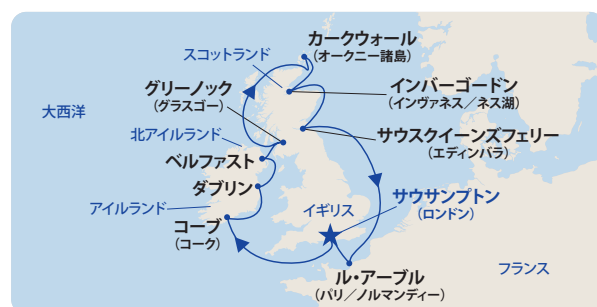 カークウォール
(オークニー諸島)
スコットランド
グリーノック
(グラスゴー)
インバーゴードン
(インヴァネス／ネス湖)
大西洋
サウスクイーンズフェリー
(エディンバラ)
北アイルランド
ベルファスト
ダブリン
アイルランド
イギリス
サウサンプトン
(ロンドン)
コーブ
(コーク)
ル・アーブル
(パリ／ノルマンディー)
フランス